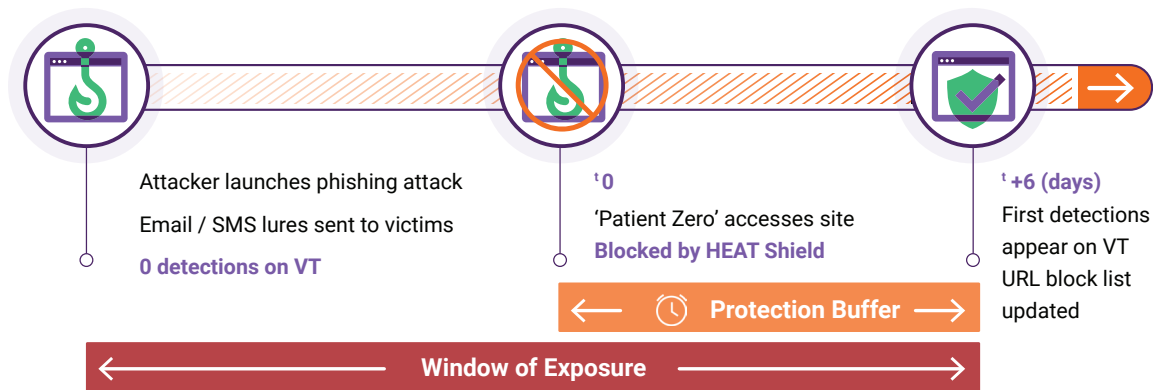 Attacker launches phishing attack
Email / SMS lures sent to victims
0 detections on VT
t 0
‘Patient Zero’ accesses site
Blocked by HEAT Shield
t +6 (days)
First detections
appear on VT
URL block list
updated
Protection Buffer
Window of Exposure